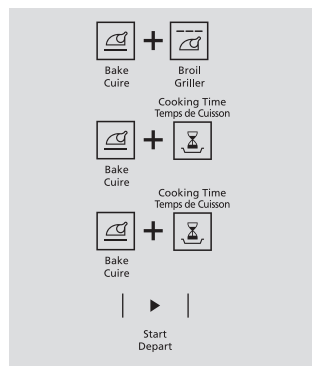 Bake
Cuire
Broil
Griller
Cooking Time
Temps de Cuisson
Bake
Cuire
Cooking Time
Temps de Cuisson
Bake
Cuire
Start
Depart